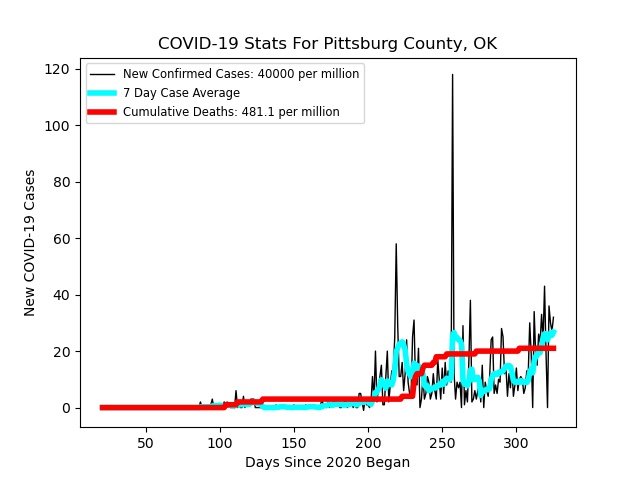 COVID-19 Stats For Pittsburg County, OK
New Confirmed Cases: 40000 per million
7 Day Case Average
Cumulative Deaths: 481.1 per million
New COVID-19 Cases
120
100
80
60
40
20
0
50 100 150 200 250 300
Days Since 2020 Began